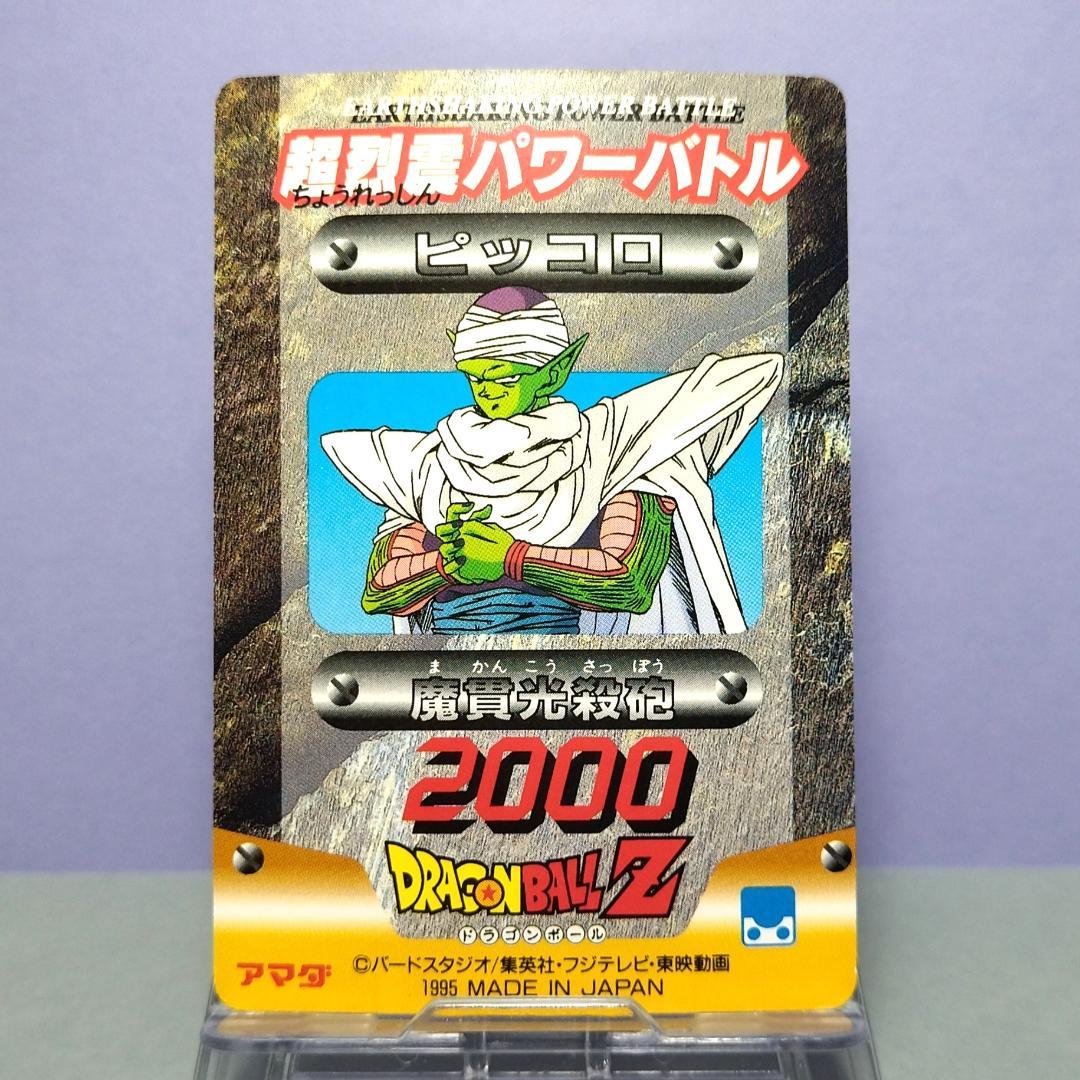 EARTHSHAKING POWER BATTLE
超烈震パワーバトル
ちょうれっしん
ピッコロ
ま かん こう さっ ぽう
魔貫光殺砲
2000
DRAGON BALL Z
ドラゴンボール
アマダ
©バードスタジオ/集英社・フジテレビ・東映動画
1995 MADE IN JAPAN